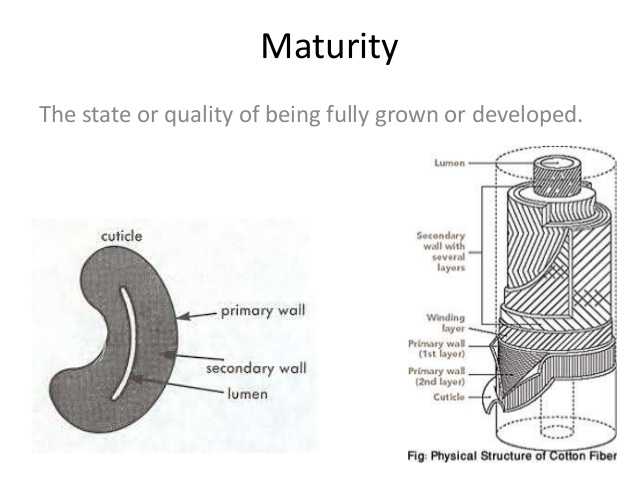 Maturity
The state or quality of being fully grown or developed.
cuticle
primary wall
secondary wall
lumen
Lumen
Secondary
wall with
several
layers
Winding
layer
Primary wall
(1st layer)
Primary wall
(2nd layer)
Cuticle
Fig: Physical Structure of Cotton Fiber